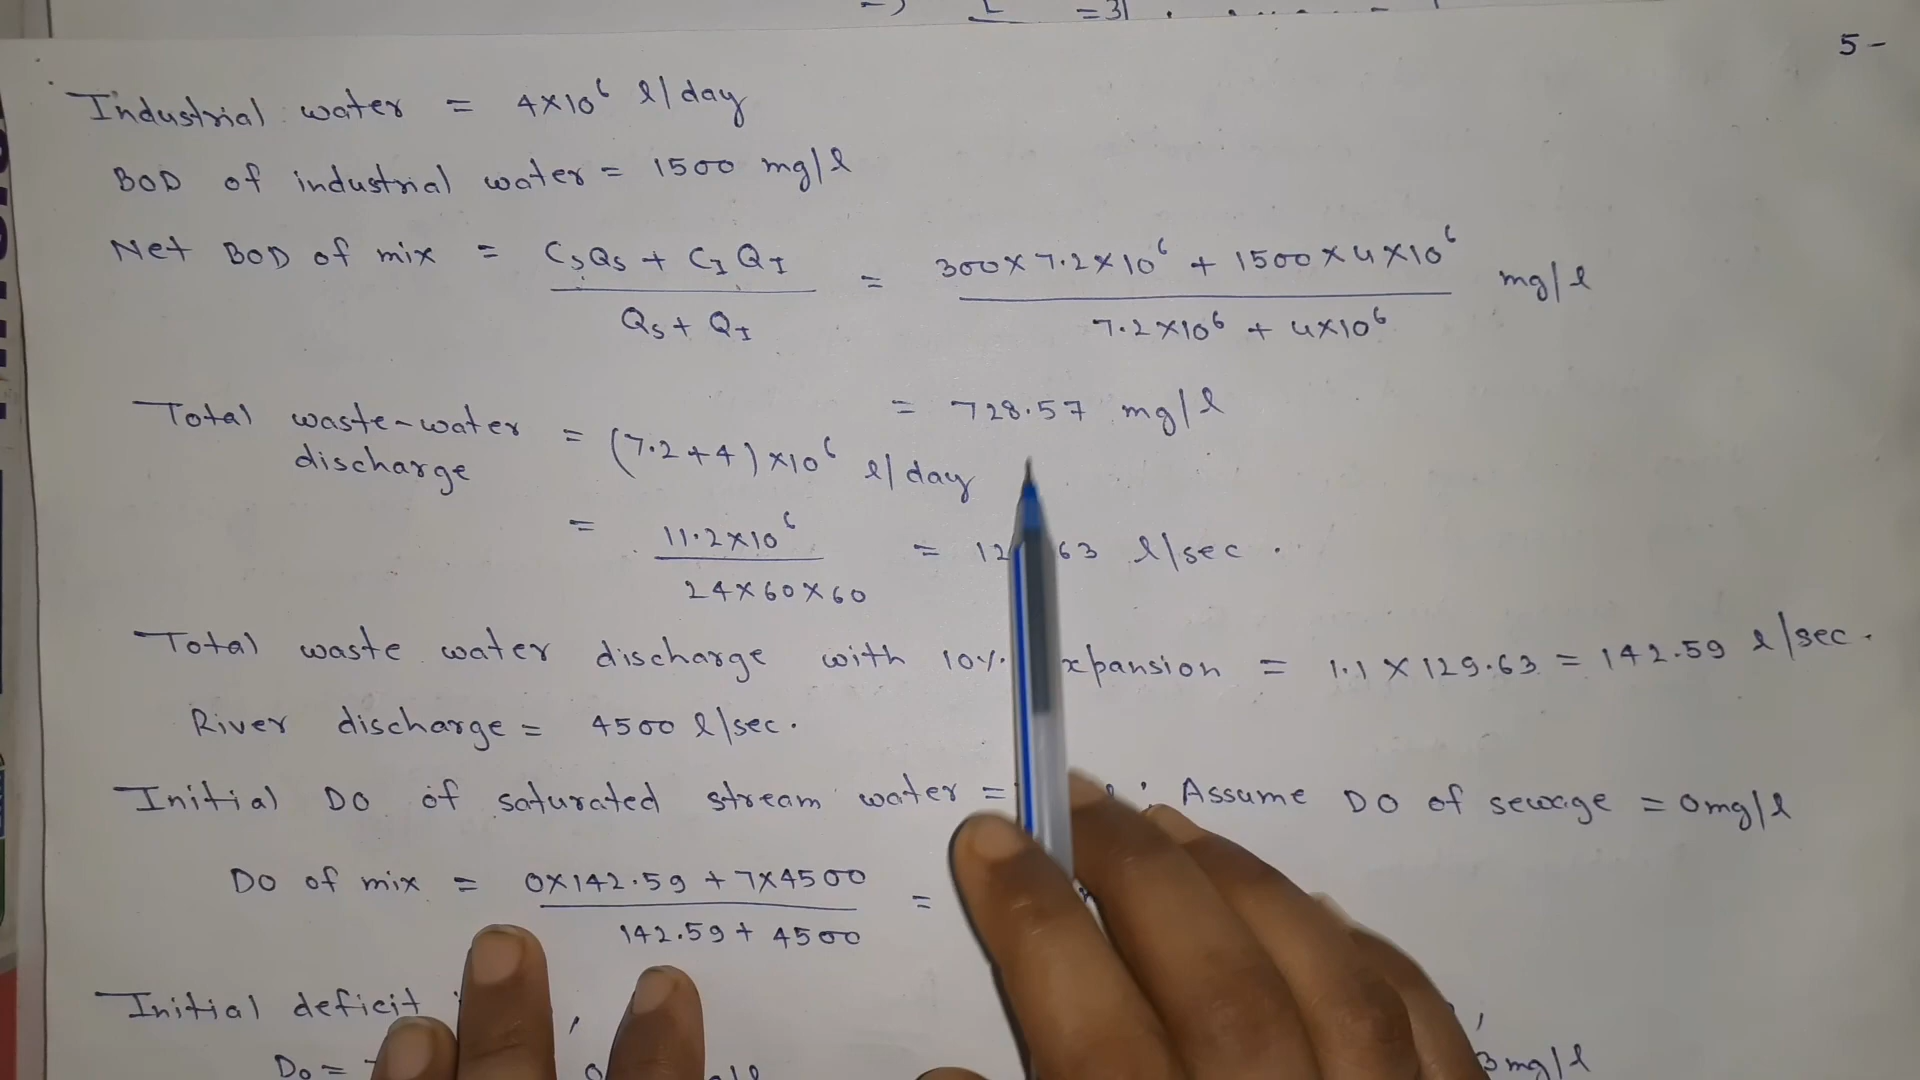 = 31
5 -
Industrial water = 4×10⁶ l/day
BOD of industrial water = 1500 mg/l
Net BOD of mix = (CsQs + CIQI) / (Qs + QI) = (300×7.2×10⁶ + 1500×4×10⁶) / (7.2×10⁶ + 4×10⁶) mg/l
= 728.57 mg/l
Total waste-water discharge = (7.2+4)×10⁶ l/day
= 11.2×10⁶ / 24×60×60 = 12 63 l/sec.
Total waste water discharge with 10% xpansion = 1.1 × 129.63 = 142.59 l/sec.
River discharge = 4500 l/sec.
Initial DO of saturated stream water = ; Assume DO of sewage = 0mg/l
DO of mix = (0×142.59 + 7×4500) / (142.59 + 4500) =
Initial deficit ,
Do =
3 mg/l